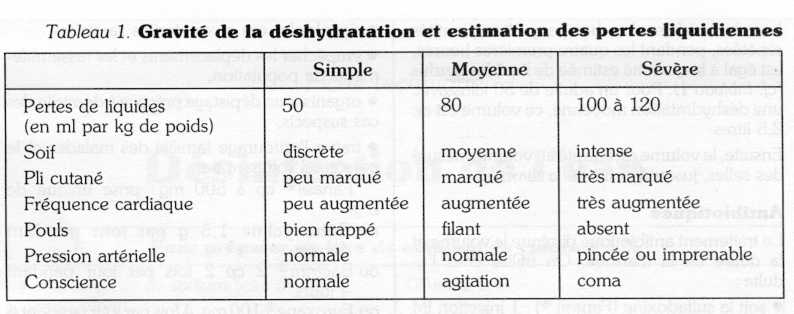 Tableau 1. Gravité de la déshydratation et estimation des pertes liquidiennes
Simple Moyenne Sévère
Pertes de liquides 50 80 100 à 120
(en ml par kg de poids)
Soif discrète moyenne intense
Pli cutané peu marqué marqué très marqué
Fréquence cardiaque peu augmentée augmentée très augmentée
Pouls bien frappé filant absent
Pression artérielle normale normale pincée ou imprenable
Conscience normale agitation coma